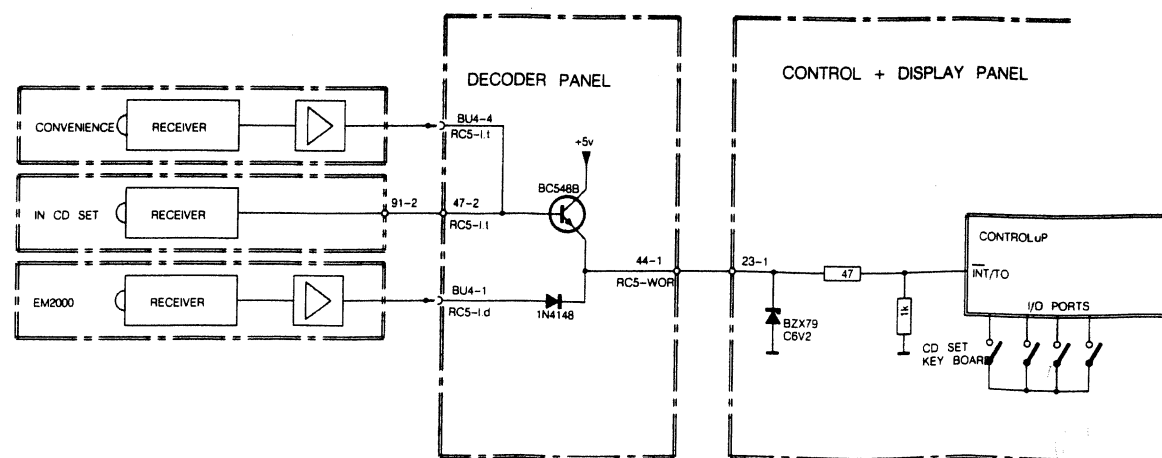 DECODER PANEL
CONTROL + DISPLAY PANEL
CONVENIENCE
RECEIVER
BU4-4
RC5-I.t
+5v
BC548B
IN CD SET
RECEIVER
91-2
47-2
RC5-I.t
44-1
RC5-WOR
23-1
47
CONTROLuP
INT/TO
EM2000
RECEIVER
BU4-1
RC5-I.d
1N4148
BZX79
C6V2
1k
I/O PORTS
CD SET
KEY BOARD